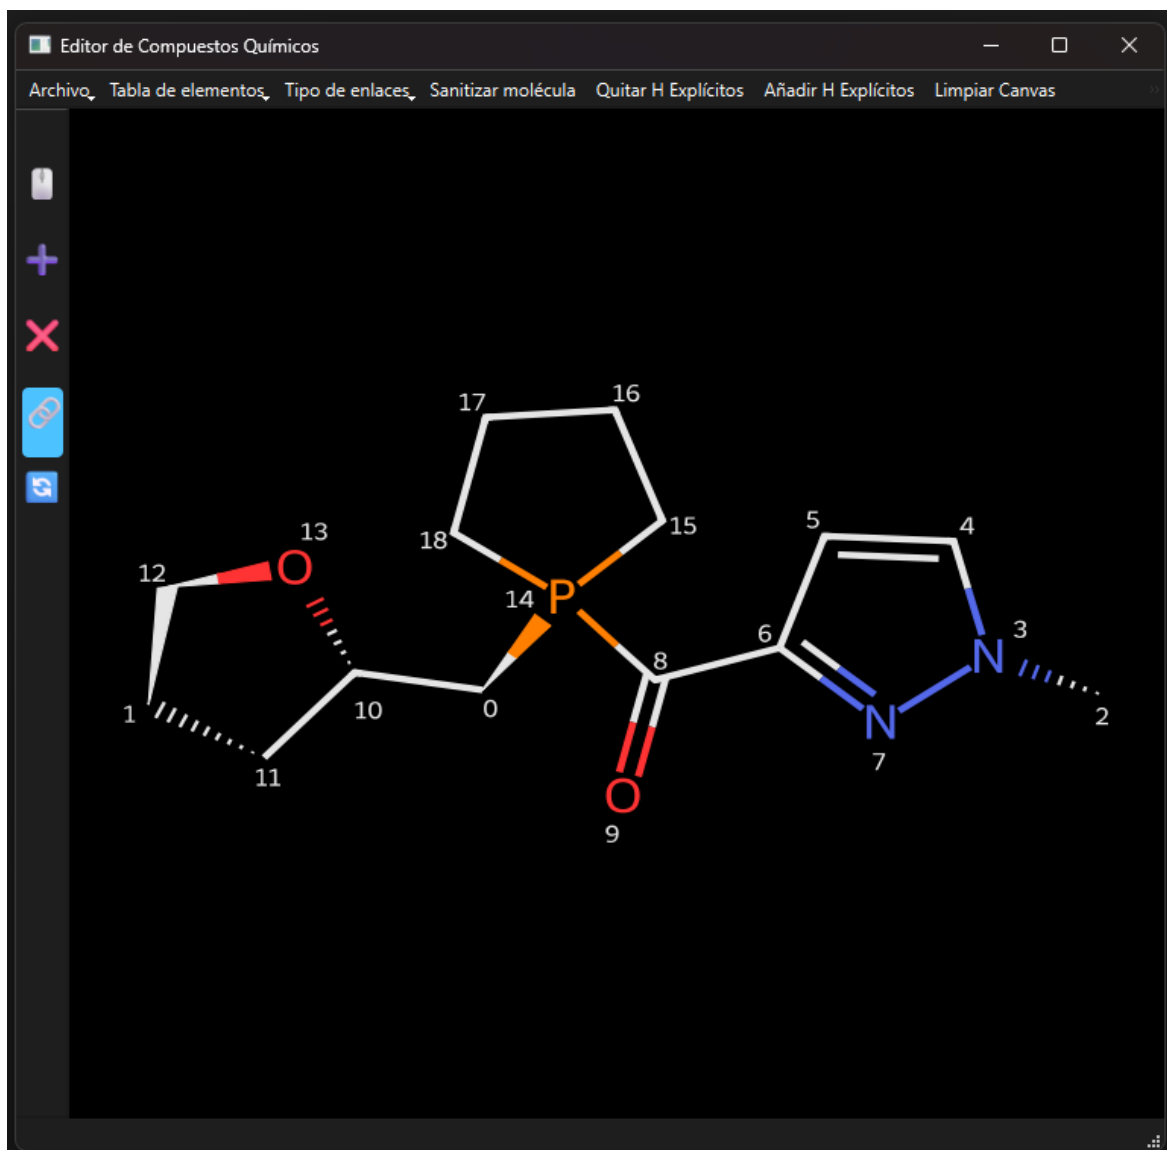 Editor de Compuestos Químicos
Archivo Tabla de elementos Tipo de enlaces Sanitizar molécula Quitar H Explícitos Añadir H Explícitos Limpiar Canvas »
17 16
18 15
13 5 4
12 O
14 P
6 3
8 N
1 10 0 N 2
11 7
O
9